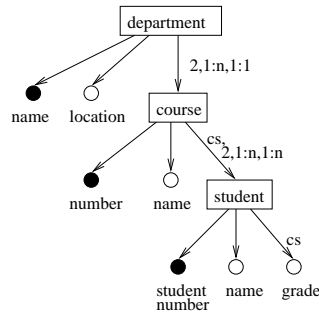 department
2,1:n,1:1
name
location
course
cs,
2,1:n,1:n
number
name
student
cs
student
number
name
grade